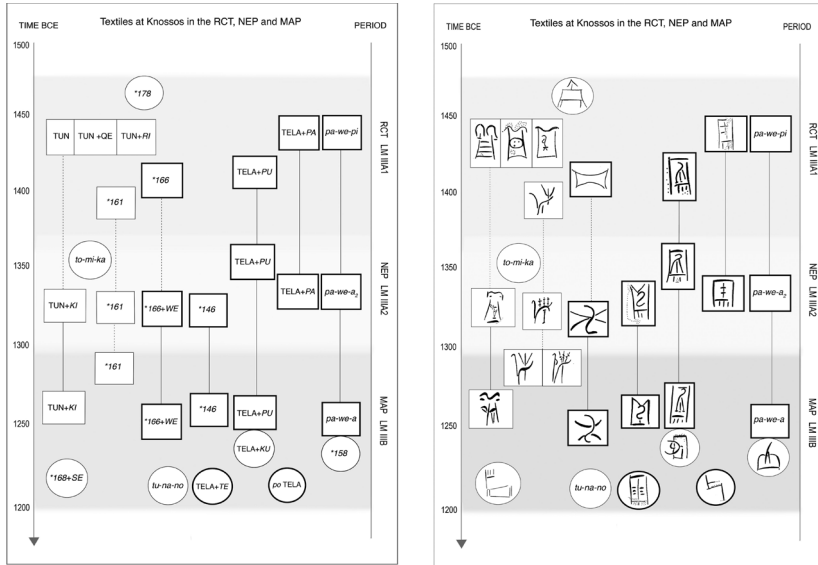 Textiles at Knossos in the RCT, NEP and MAP
TIME BCE
PERIOD
1500
*178
1450
TUN
TUN +QE
TUN+RI
TELA+PA
pa-we-pi
RCT LM IIIA1
*166
TELA+PU
1400
*161
to-mi-ka
TELA+PU
1350
TELA+PA
pa-we-a₂
NEP LM IIIA2
TUN+KI
*161
*166+WE
*146
1300
*161
TUN+KI
*166+WE
*146
TELA+PU
pa-we-a
MAP LM IIIB
1250
TELA+KU
*158
*168+SE
tu-na-no
TELA+TE
po TELA
1200
Textiles at Knossos in the RCT, NEP and MAP
TIME BCE
PERIOD
1500
1450
pa-we-pi
RCT LM IIIA1
1400
to-mi-ka
1350
pa-we-a₂
NEP LM IIIA2
1300
pa-we-a
MAP LM IIIB
1250
tu-na-no
1200